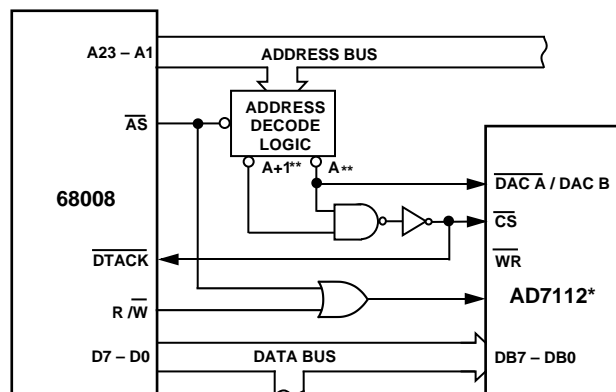 A23 – A1
ADDRESS BUS
ADDRESS
DECODE
LOGIC
AS
A+1**
A**
68008
DAC A / DAC B
CS
DTACK
WR
AD7112*
R /W
D7 – D0
DATA BUS
DB7 – DB0